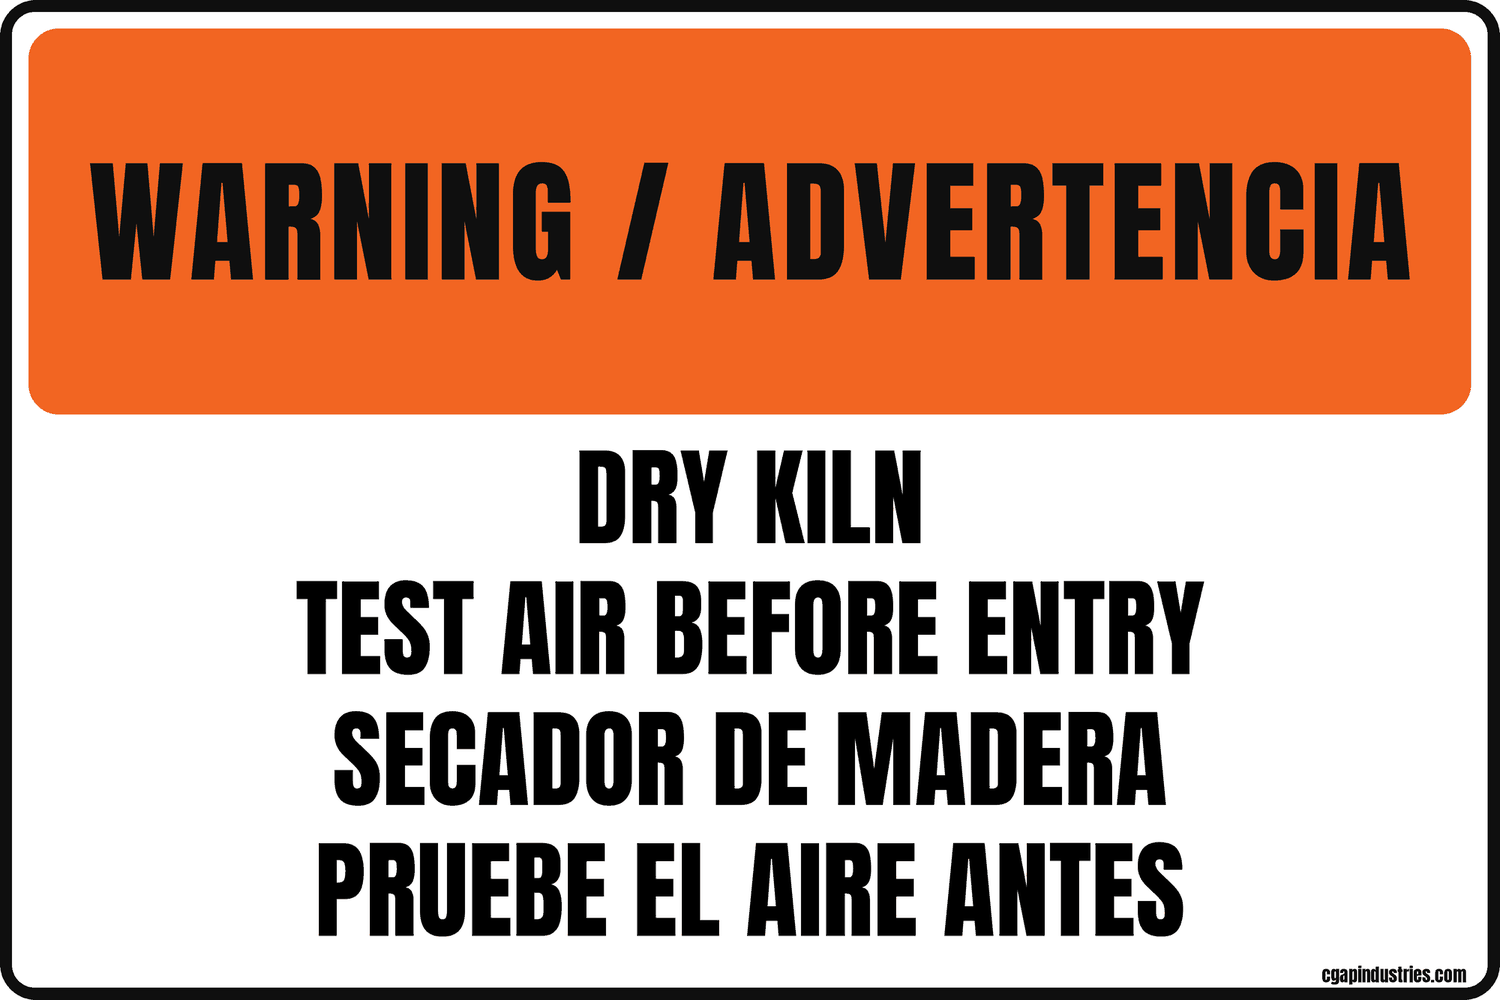 WARNING / ADVERTENCIA
DRY KILN
TEST AIR BEFORE ENTRY
SECADOR DE MADERA
PRUEBE EL AIRE ANTES
cgapindustries.com